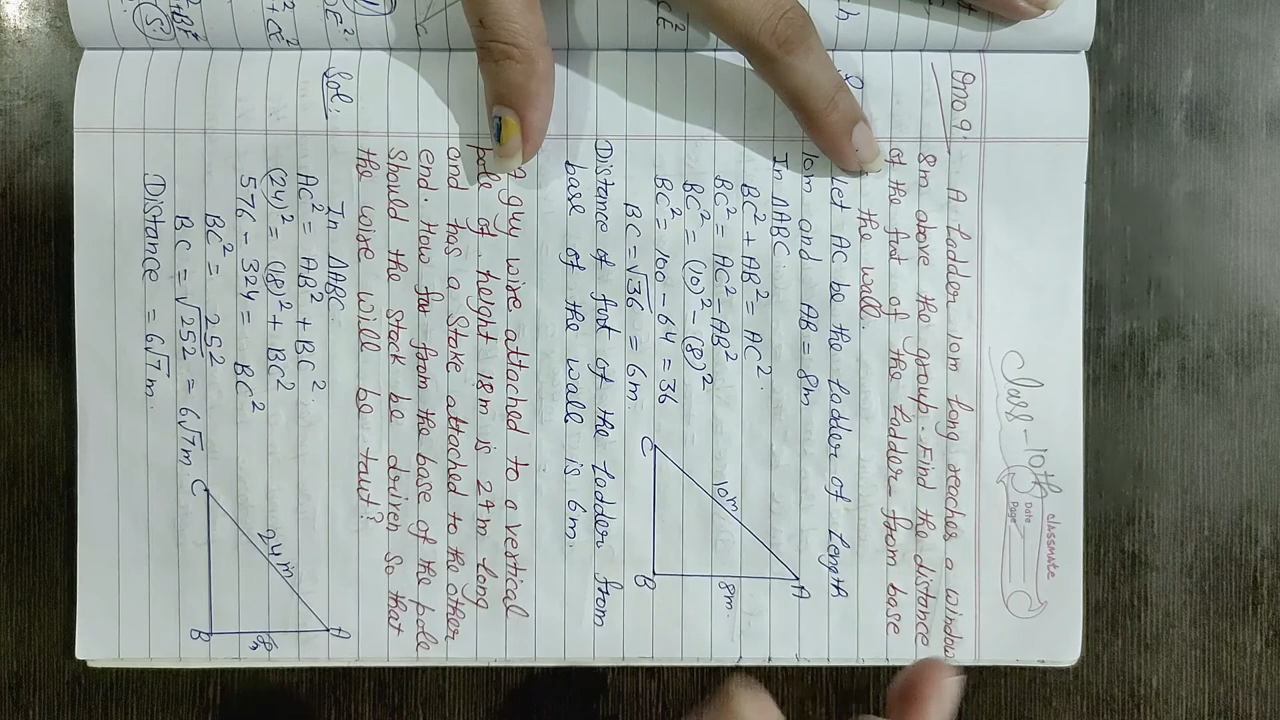 classmate
Date
Page
Class - 10th
Qno 9. A ladder 10m long reaches a window
8m above the group. Find the distance
of the fut of the ladder from base
the wall.
let AC be the ladder of length
10m and AB = 8m
In ΔABC.
BC² + AB² = AC².
BC² = AC² - AB²
BC² = (10)² - (8)²
BC² = 100 - 64 = 36
BC = √36 = 6m.
A
10m
8m.
C
B
Distance of fut of the ladder from
base of the wall is 6m.
guy wire attached to a vertical
pole of height 18m is 24m long
and has a stake attached to the other
end. How far from the base of the pole
should the stack be driven so that
the wire will be taut?
Sol:
In ΔABC.
AC² = AB² + BC².
(24)² = (18)² + BC²
576 - 324 = BC²
BC² = 252
BC = √252 = 6√7 m
Distance = 6√7 m.
A
24m
C
B